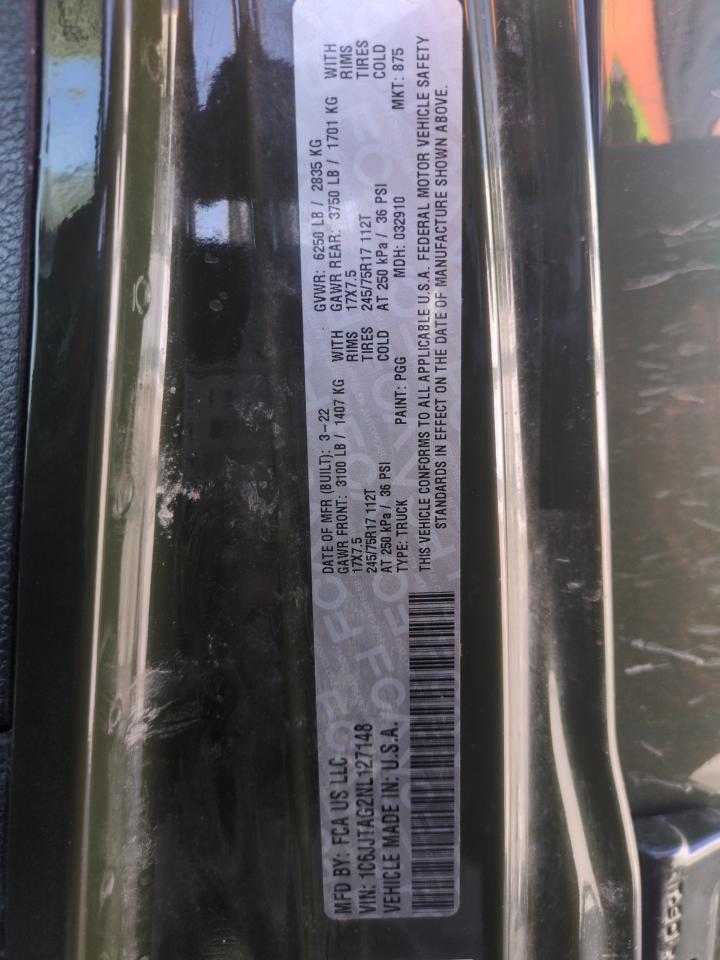 MFD BY: FCA US LLC
VIN: 1C6JJTAG2NL127148
VEHICLE MADE IN: U.S.A.
DATE OF MFR (BUILT): 3-22
GAWR FRONT: 3100 LB / 1407 KG WITH
17X7.5 RIMS
245/75R17 112T TIRES
AT 250 kPa / 36 PSI COLD
TYPE: TRUCK PAINT: PGG
GVWR: 6250 LB / 2835 KG
GAWR REAR: 3750 LB / 1701 KG WITH
17X7.5 RIMS
245/75R17 112T TIRES
AT 250 kPa / 36 PSI COLD
MDH: 032910 MKT: 875
THIS VEHICLE CONFORMS TO ALL APPLICABLE U.S.A. FEDERAL MOTOR VEHICLE SAFETY
STANDARDS IN EFFECT ON THE DATE OF MANUFACTURE SHOWN ABOVE.